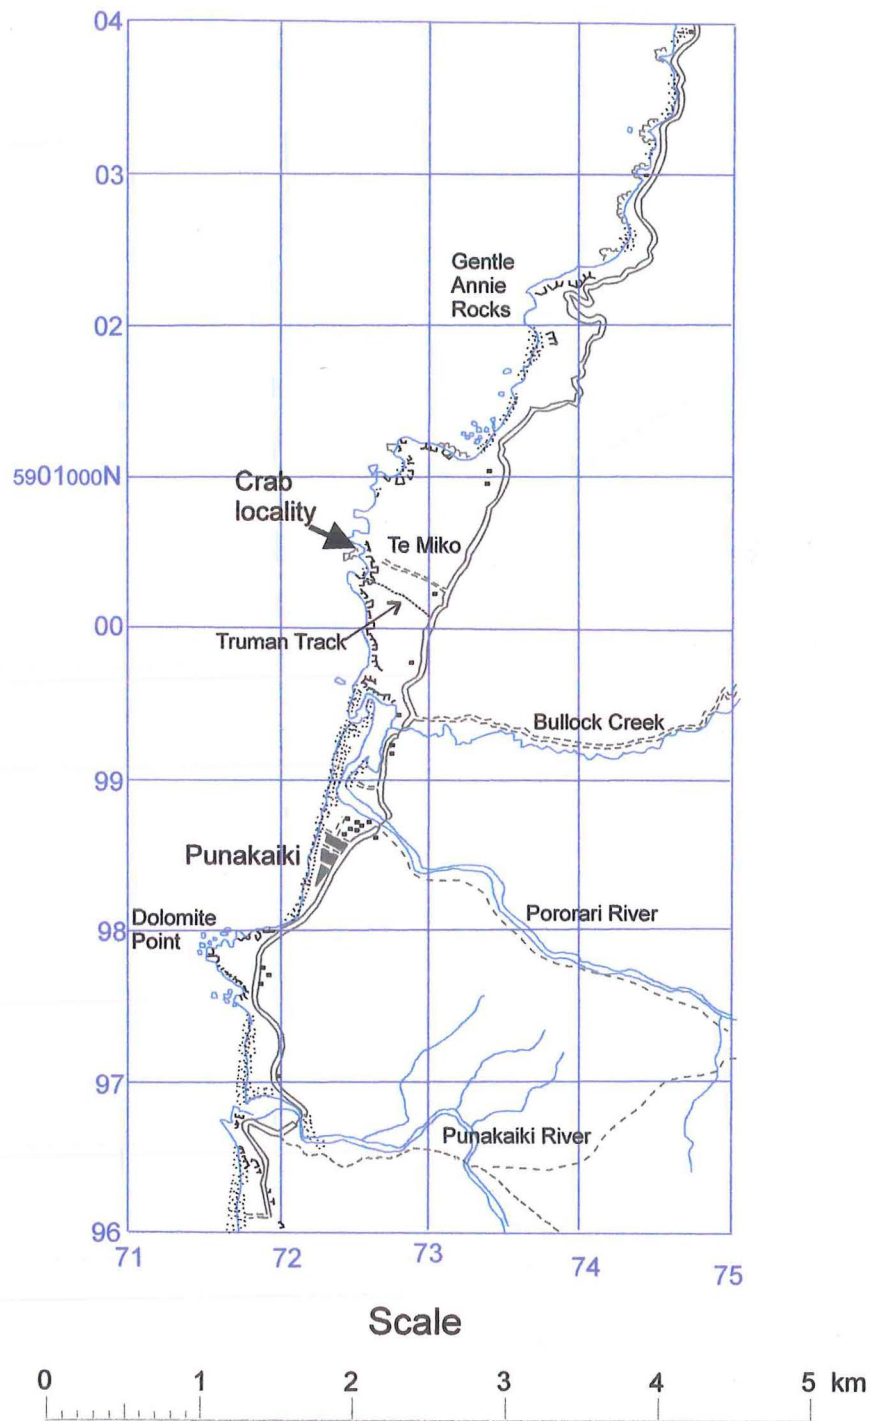 04
03
Gentle
Annie
Rocks
02
5901000N
Crab
locality
Te Miko
00
Truman Track
Bullock Creek
99
Punakaiki
Pororari River
Dolomite
Point
98
97
Punakaiki River
96
71 72 73 74 75
Scale
0 1 2 3 4 5 km